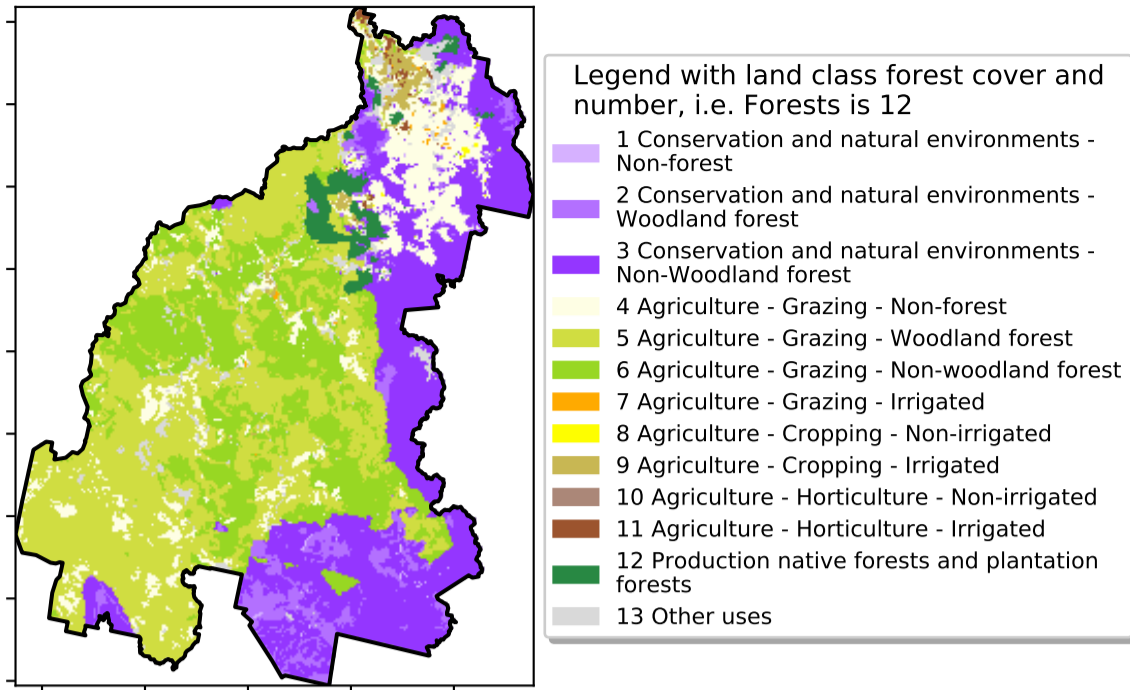 Legend with land class forest cover and
number, i.e. Forests is 12
1 Conservation and natural environments -
Non-forest
2 Conservation and natural environments -
Woodland forest
3 Conservation and natural environments -
Non-Woodland forest
4 Agriculture - Grazing - Non-forest
5 Agriculture - Grazing - Woodland forest
6 Agriculture - Grazing - Non-woodland forest
7 Agriculture - Grazing - Irrigated
8 Agriculture - Cropping - Non-irrigated
9 Agriculture - Cropping - Irrigated
10 Agriculture - Horticulture - Non-irrigated
11 Agriculture - Horticulture - Irrigated
12 Production native forests and plantation
forests
13 Other uses